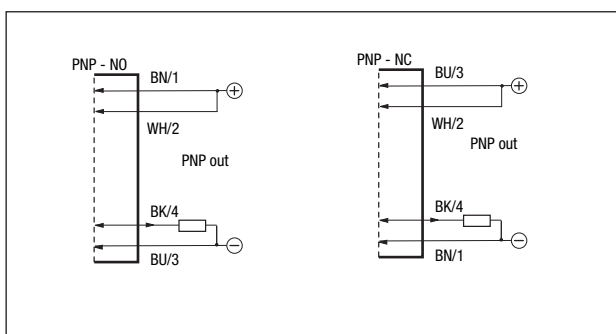 PNP - NO
BN/1
+
WH/2
PNP out
BK/4
−
BU/3
PNP - NC
BU/3
+
WH/2
PNP out
BK/4
−
BN/1